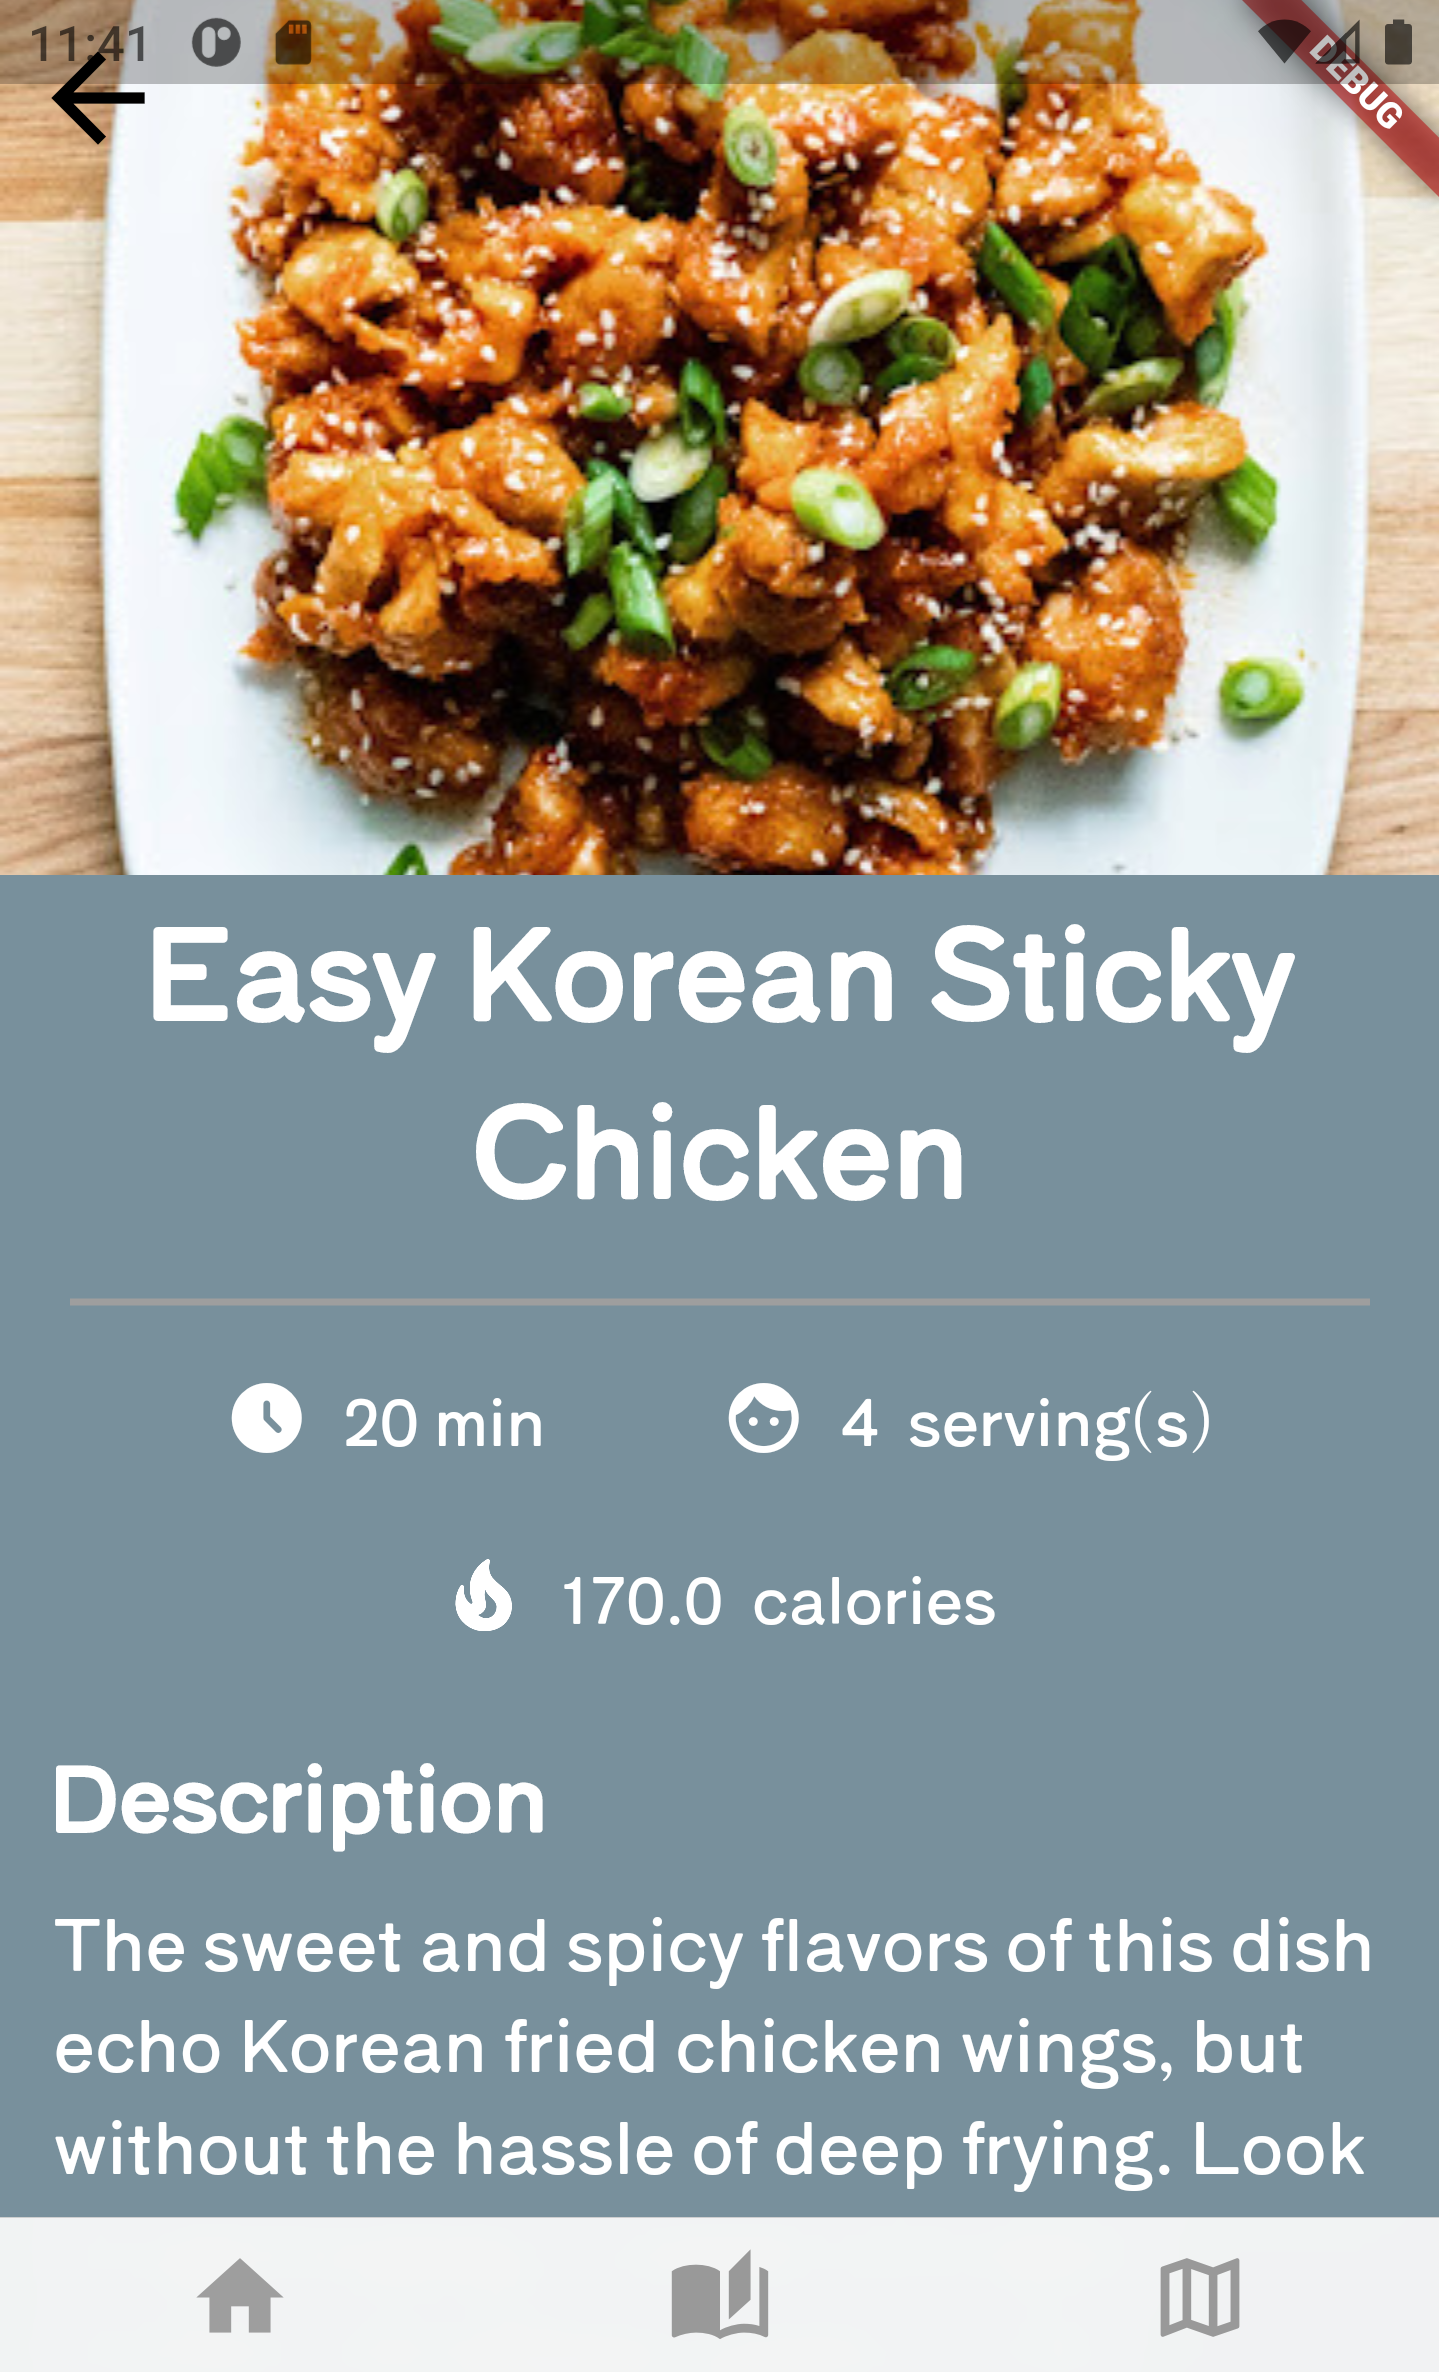 11:41
DEBUG
Easy Korean Sticky
Chicken
20 min
4 serving(s)
170.0 calories
Description
The sweet and spicy flavors of this dish
echo Korean fried chicken wings, but
without the hassle of deep frying. Look